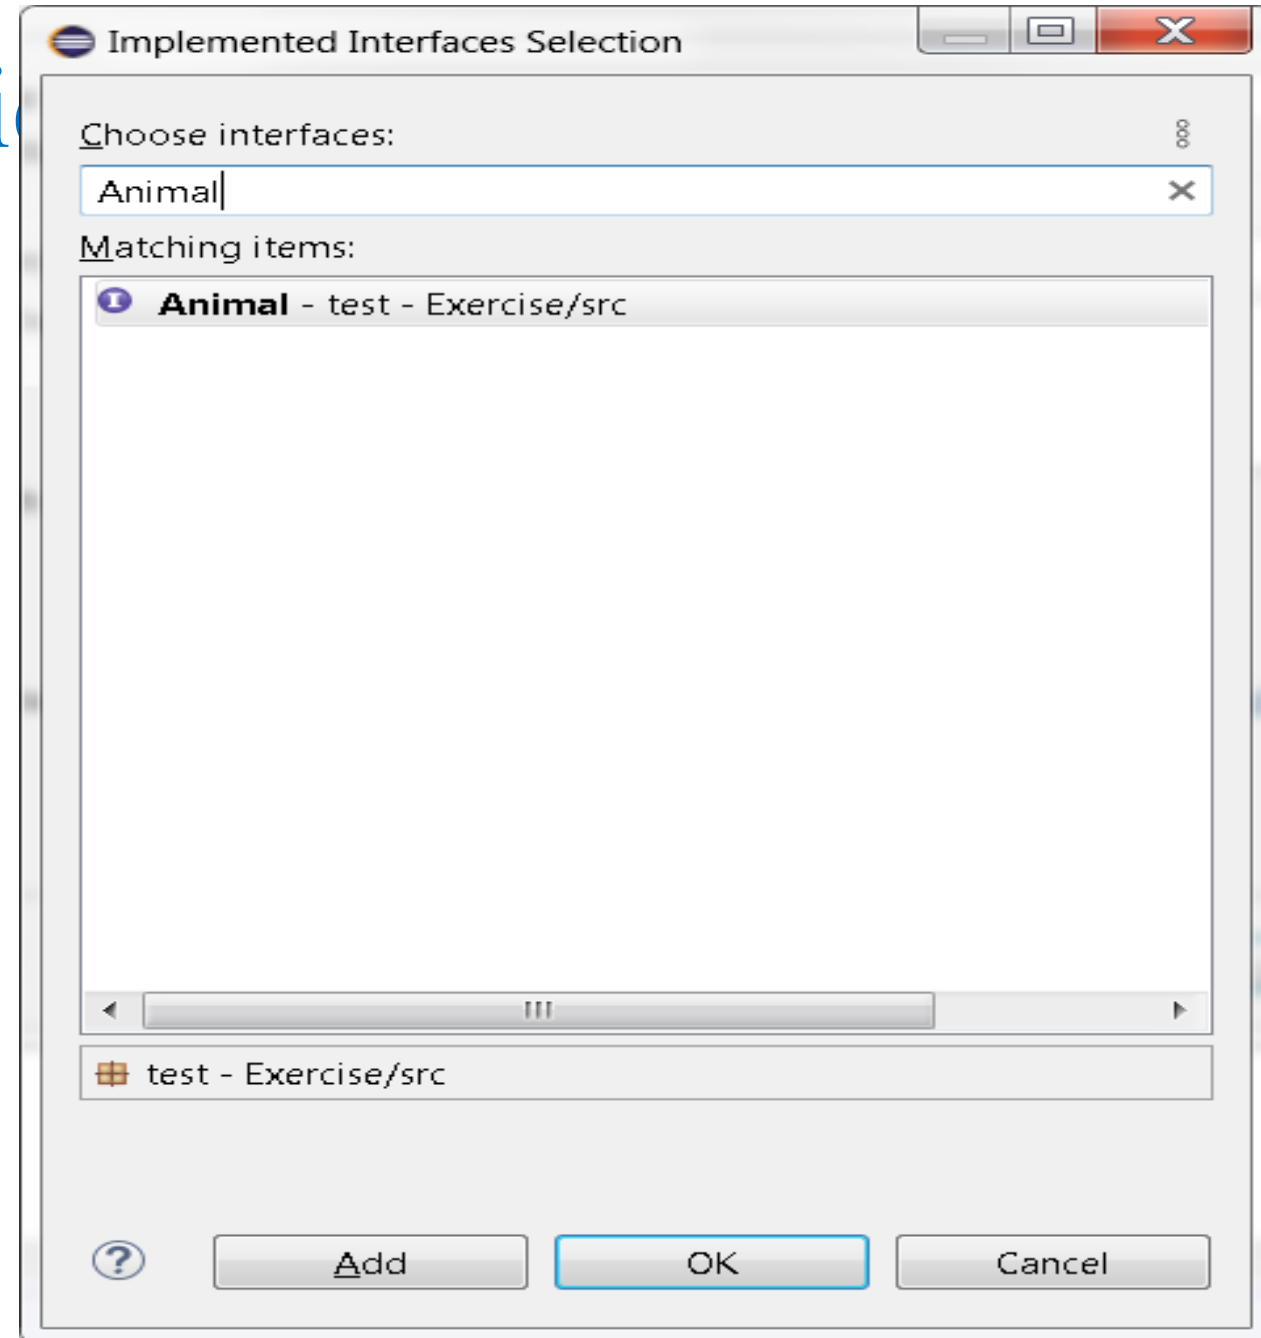 Implemented Interfaces Selection
Choose interfaces:
Animal
Matching items:
Animal - test - Exercise/src
test - Exercise/src
Add
OK
Cancel